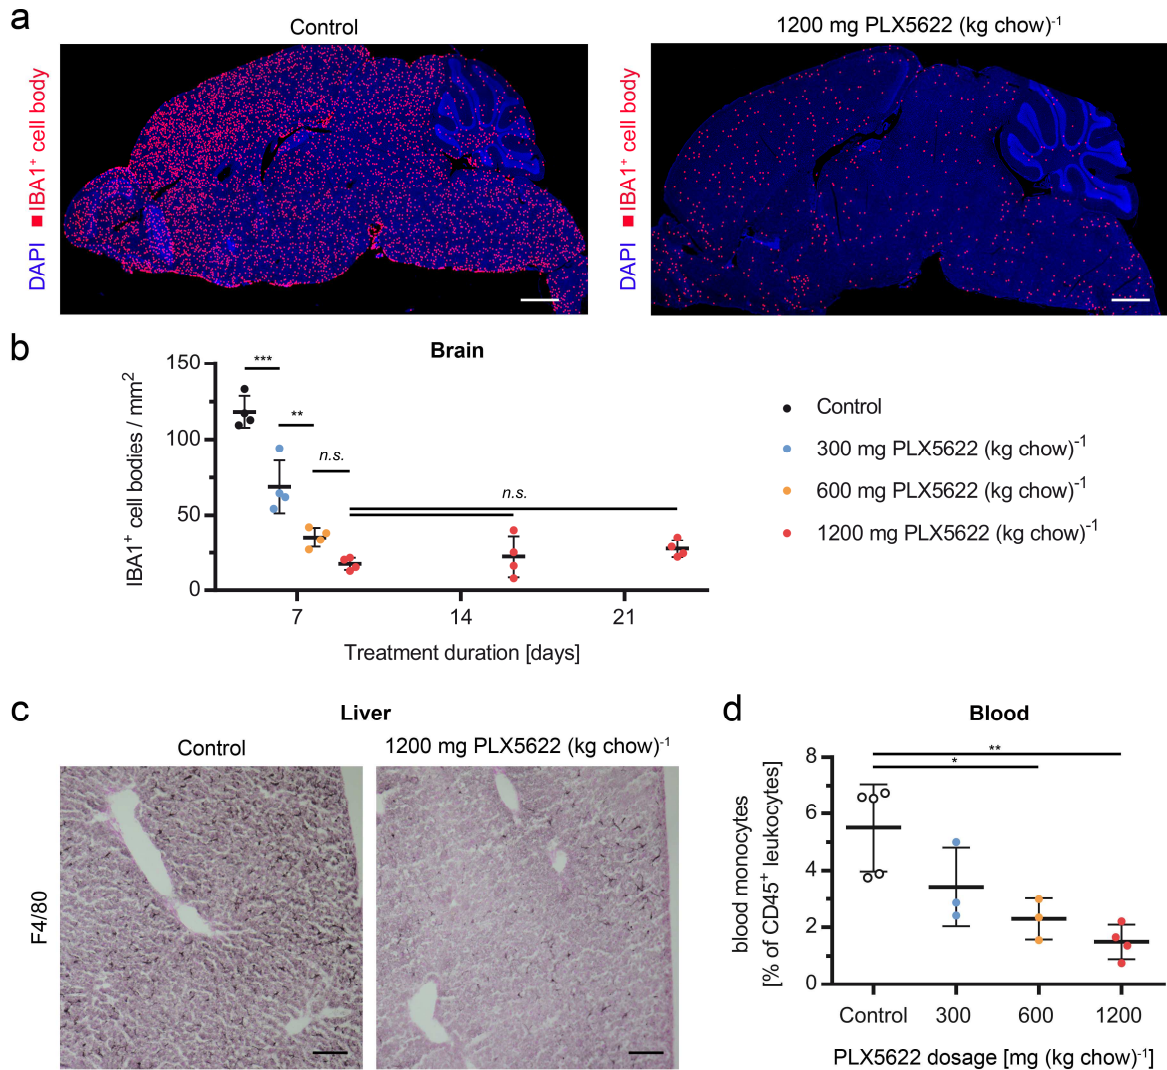 a
Control
1200 mg PLX5622 (kg chow)-1
DAPI ■ IBA1+ cell body
DAPI ■ IBA1+ cell body
b
Brain
IBA1+ cell bodies / mm2
150
100
50
0
***
**
n.s.
n.s.
7
14
21
Treatment duration [days]
Control
300 mg PLX5622 (kg chow)-1
600 mg PLX5622 (kg chow)-1
1200 mg PLX5622 (kg chow)-1
c
Liver
Control
1200 mg PLX5622 (kg chow)-1
F4/80
d
Blood
blood monocytes
[% of CD45+ leukocytes]
8
6
4
2
0
**
*
Control
300
600
1200
PLX5622 dosage [mg (kg chow)-1]